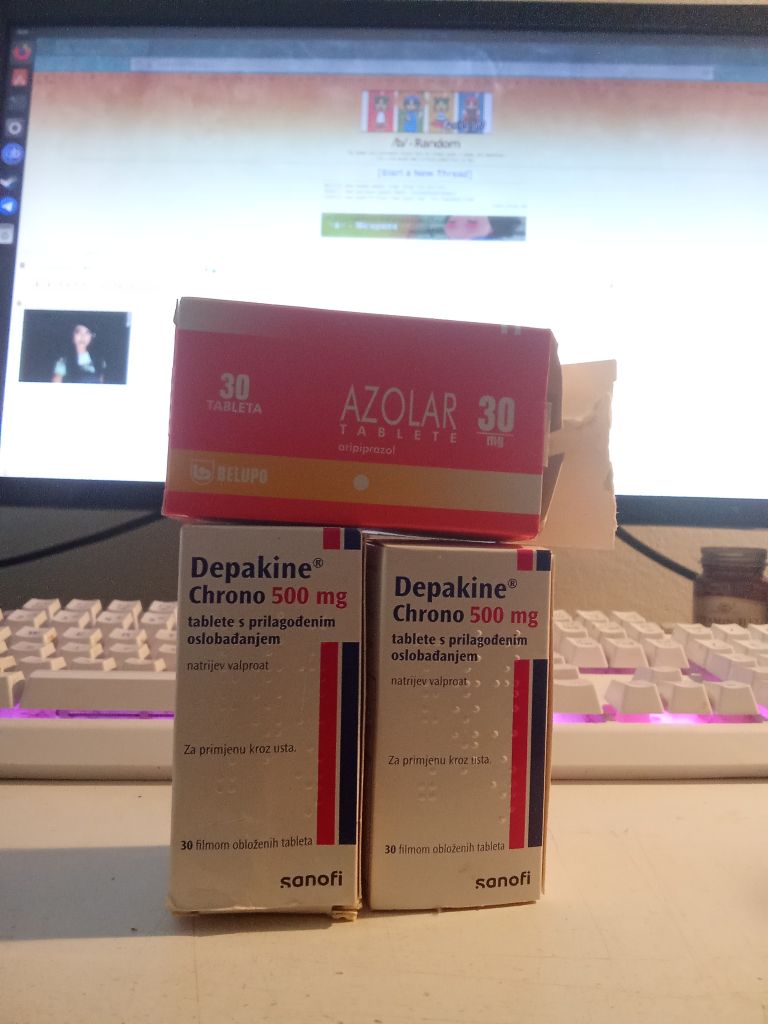 /b/ - Random
[Start a New Thread]
30
TABLETA
AZOLAR 30
TABLETE mg
aripiprazol
BELUPO
Depakine®
Chrono 500 mg
tablete s prilagođenim
oslobađanjem
natrijev valproat
Za primjenu kroz usta.
30 filmom obloženih tableta
sanofi
Depakine®
Chrono 500 mg
tablete s prilagođenim
oslobađanjem
natrijev valproat
Za primjenu kroz usta.
30 filmom obloženih tableta
sanofi